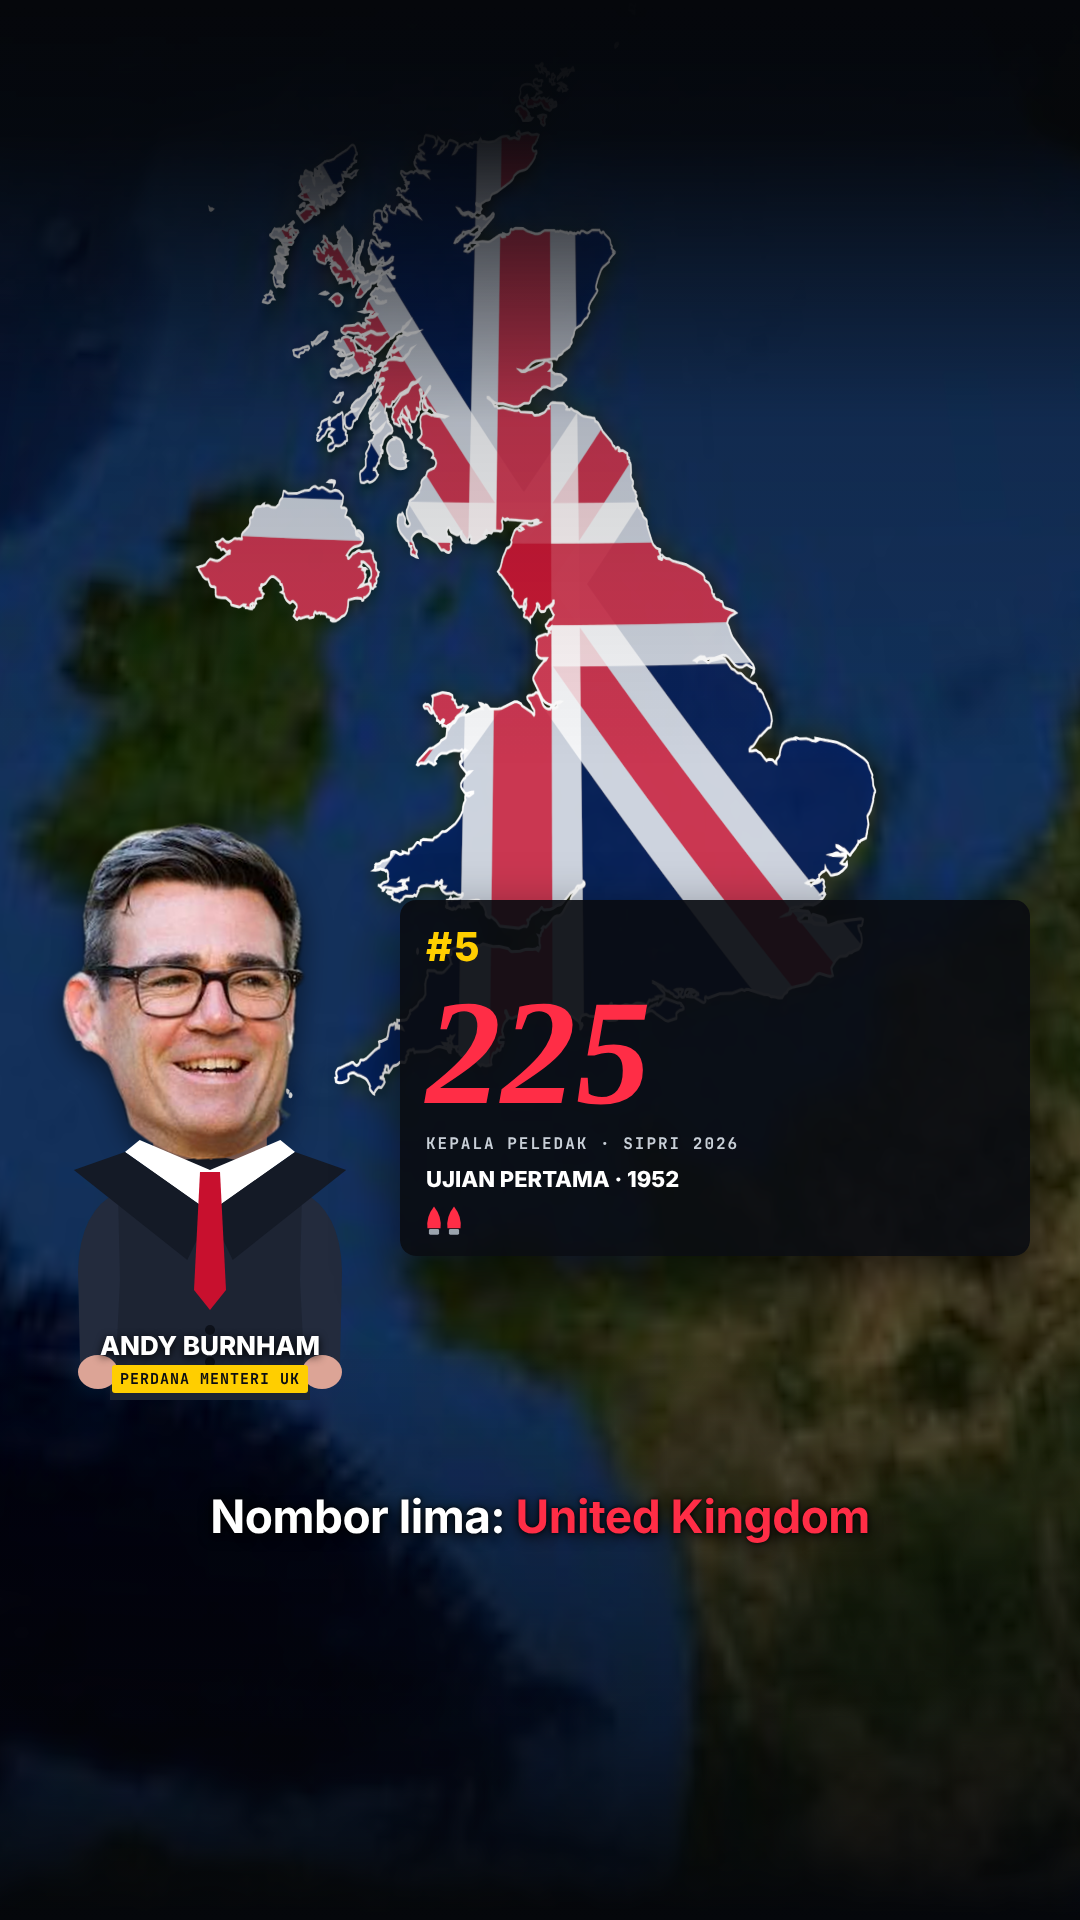 #5
225
KEPALA PELEDAK · SIPRI 2026
UJIAN PERTAMA · 1952
ANDY BURNHAM
PERDANA MENTERI UK
Nombor lima: United Kingdom